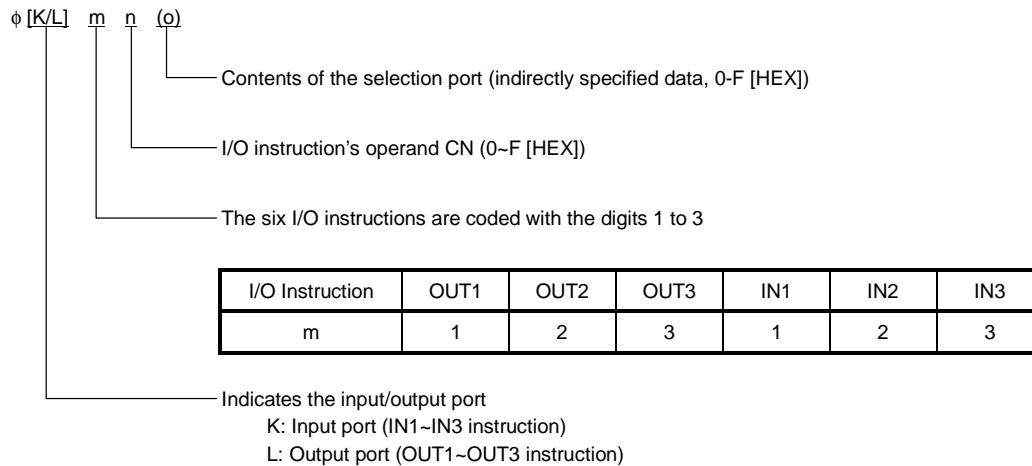 ϕ [K/L] m n (o)
Contents of the selection port (indirectly specified data, 0-F [HEX])
I/O instruction's operand CN (0~F [HEX])
The six I/O instructions are coded with the digits 1 to 3
I/O Instruction OUT1 OUT2 OUT3 IN1 IN2 IN3
m 1 2 3 1 2 3
Indicates the input/output port
K: Input port (IN1~IN3 instruction)
L: Output port (OUT1~OUT3 instruction)